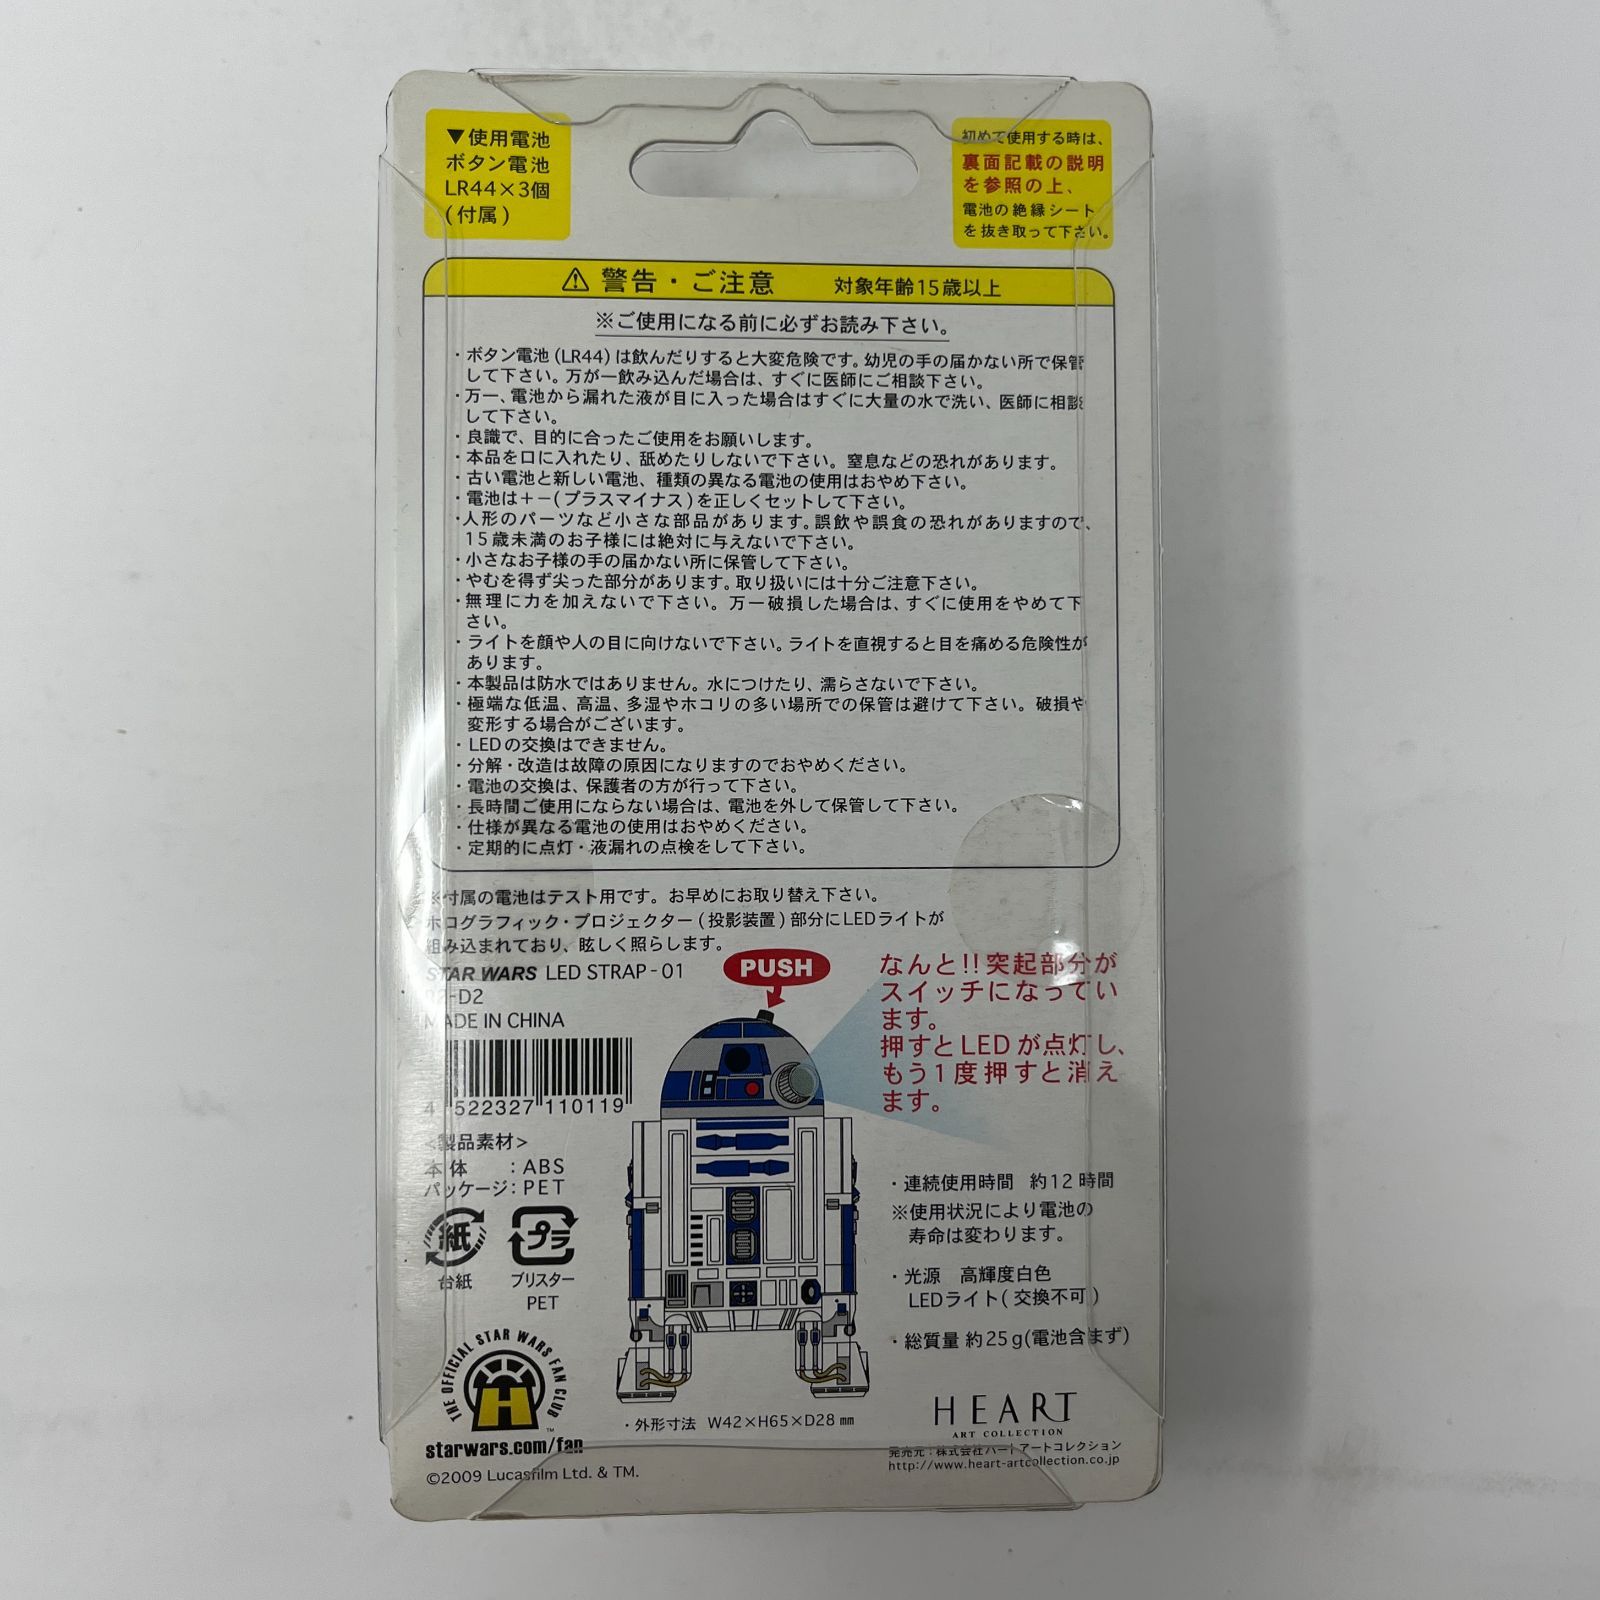 ▼使用電池
ボタン電池
LR44×3個
(付属)
初めて使用する時は、
裏面記載の説明
を参照の上、
電池の絶縁シート
を抜き取って下さい。
⚠ 警告・ご注意 対象年齢15歳以上
※ご使用になる前に必ずお読み下さい。
・ボタン電池(LR44)は飲んだりすると大変危険です。幼児の手の届かない所で保管
して下さい。万が一飲み込んだ場合は、すぐに医師にご相談下さい。
・万一、電池から漏れた液が目に入った場合はすぐに大量の水で洗い、医師に相談
して下さい。
・良識で、目的に合ったご使用をお願いします。
・本品を口に入れたり、舐めたりしないで下さい。窒息などの恐れがあります。
・古い電池と新しい電池、種類の異なる電池の使用はおやめ下さい。
・電池は＋－(プラスマイナス)を正しくセットして下さい。
・人形のパーツなど小さな部品があります。誤飲や誤食の恐れがありますので、
15歳未満のお子様には絶対に与えないで下さい。
・小さなお子様の手の届かない所に保管して下さい。
・やむを得ず尖った部分があります。取り扱いには十分ご注意下さい。
・無理に力を加えないで下さい。万一破損した場合は、すぐに使用をやめて下
さい。
・ライトを顔や人の目に向けないで下さい。ライトを直視すると目を痛める危険性が
あります。
・本製品は防水ではありません。水につけたり、濡らさないで下さい。
・極端な低温、高温、多湿やホコリの多い場所での保管は避けて下さい。破損や
変形する場合がございます。
・LEDの交換はできません。
・分解・改造は故障の原因になりますのでおやめください。
・電池の交換は、保護者の方が行って下さい。
・長時間ご使用にならない場合は、電池を外して保管して下さい。
・仕様が異なる電池の使用はおやめください。
・定期的に点灯・液漏れの点検をして下さい。
※付属の電池はテスト用です。お早めにお取り替え下さい。
ホログラフィック・プロジェクター(投影装置)部分にLEDライトが
組み込まれており、眩しく照らします。
STAR WARS LED STRAP-01
R2-D2
MADE IN CHINA
4 522327 110119
PUSH
なんと!!突起部分が
スイッチになってい
ます。
押すとLEDが点灯し、
もう1度押すと消え
ます。
<製品素材>
本体 ：ABS
パッケージ：PET
紙
台紙
プラ
ブリスター
PET
・連続使用時間 約12時間
※使用状況により電池の
寿命は変わります。
・光源 高輝度白色
LEDライト(交換不可)
・総質量 約25g(電池含まず)
・外形寸法 W42×H65×D28㎜
THE OFFICIAL STAR WARS FAN CLUB
H
™
starwars.com/fan
©2009 Lucasfilm Ltd. & TM.
HEART
ART COLLECTION
発売元：株式会社ハートアートコレクション
http://www.heart-artcollection.co.jp